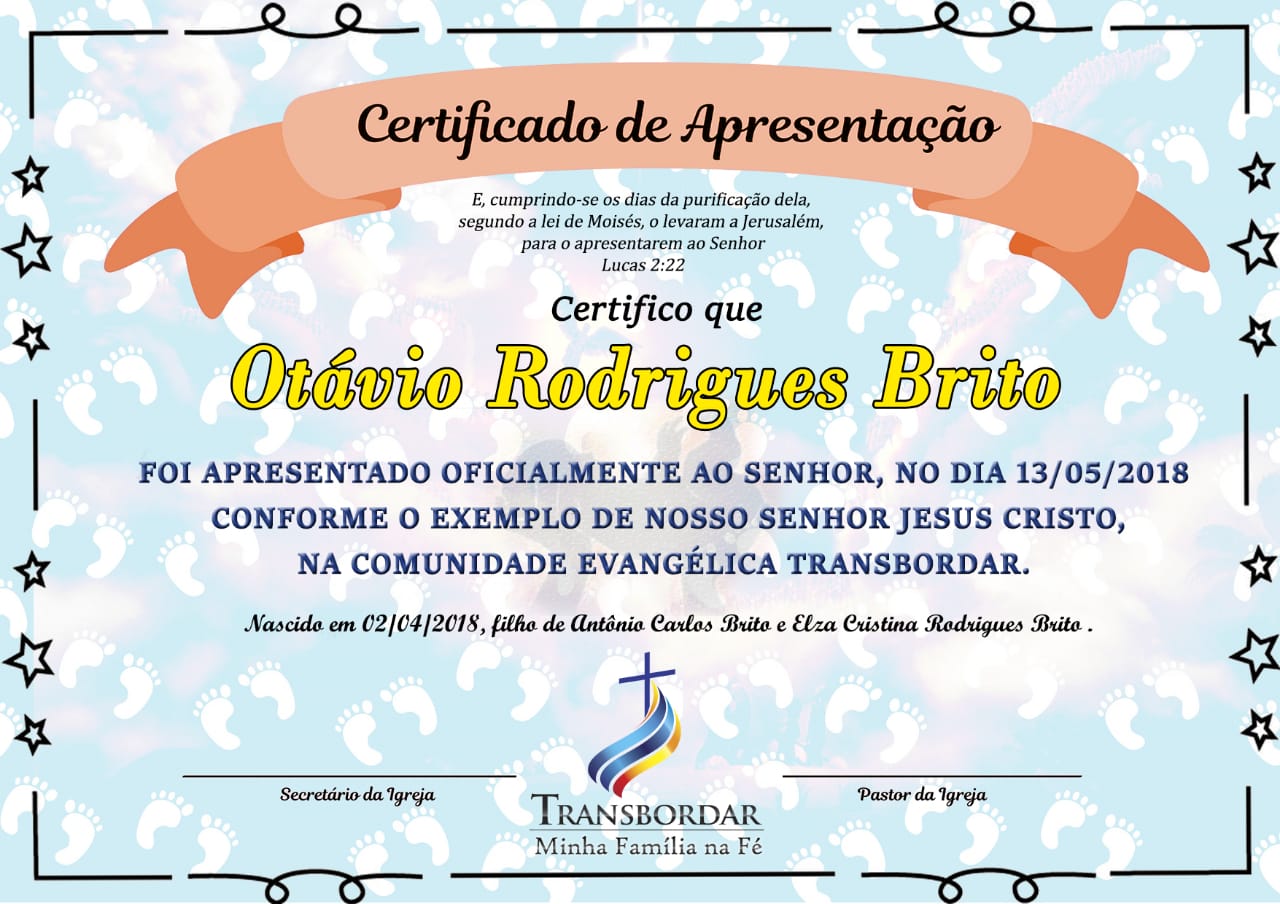 Certificado de Apresentação
E, cumprindo-se os dias da purificação dela,
segundo a lei de Moisés, o levaram a Jerusalém,
para o apresentarem ao Senhor
Lucas 2:22
Certifico que
Otávio Rodrigues Brito
FOI APRESENTADO OFICIALMENTE AO SENHOR, NO DIA 13/05/2018
CONFORME O EXEMPLO DE NOSSO SENHOR JESUS CRISTO,
NA COMUNIDADE EVANGÉLICA TRANSBORDAR.
Nascido em 02/04/2018, filho de Antônio Carlos Brito e Elza Cristina Rodrigues Brito .
Secretário da Igreja
Pastor da Igreja
TRANSBORDAR
Minha Família na Fé